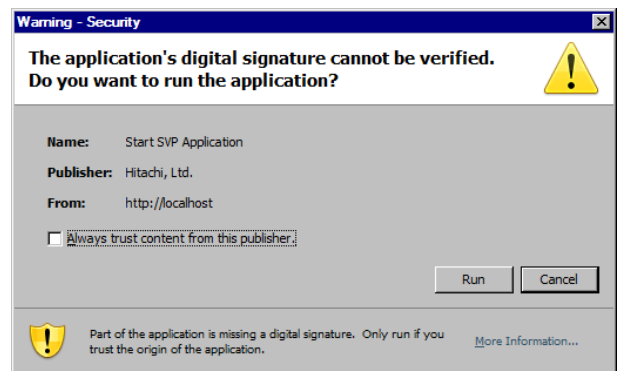 Warning - Security
The application's digital signature cannot be verified.
Do you want to run the application?
Name: Start SVP Application
Publisher: Hitachi, Ltd.
From: http://localhost
Always trust content from this publisher.
Run Cancel
Part of the application is missing a digital signature. Only run if you
trust the origin of the application.
More Information...